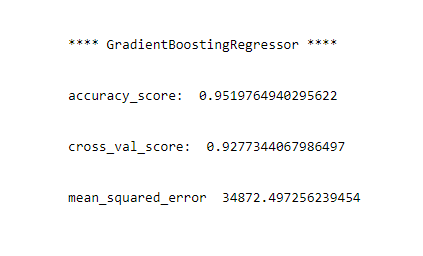 **** GradientBoostingRegressor ****
accuracy_score:  0.9519764940295622
cross_val_score:  0.9277344067986497
mean_squared_error  34872.497256239454